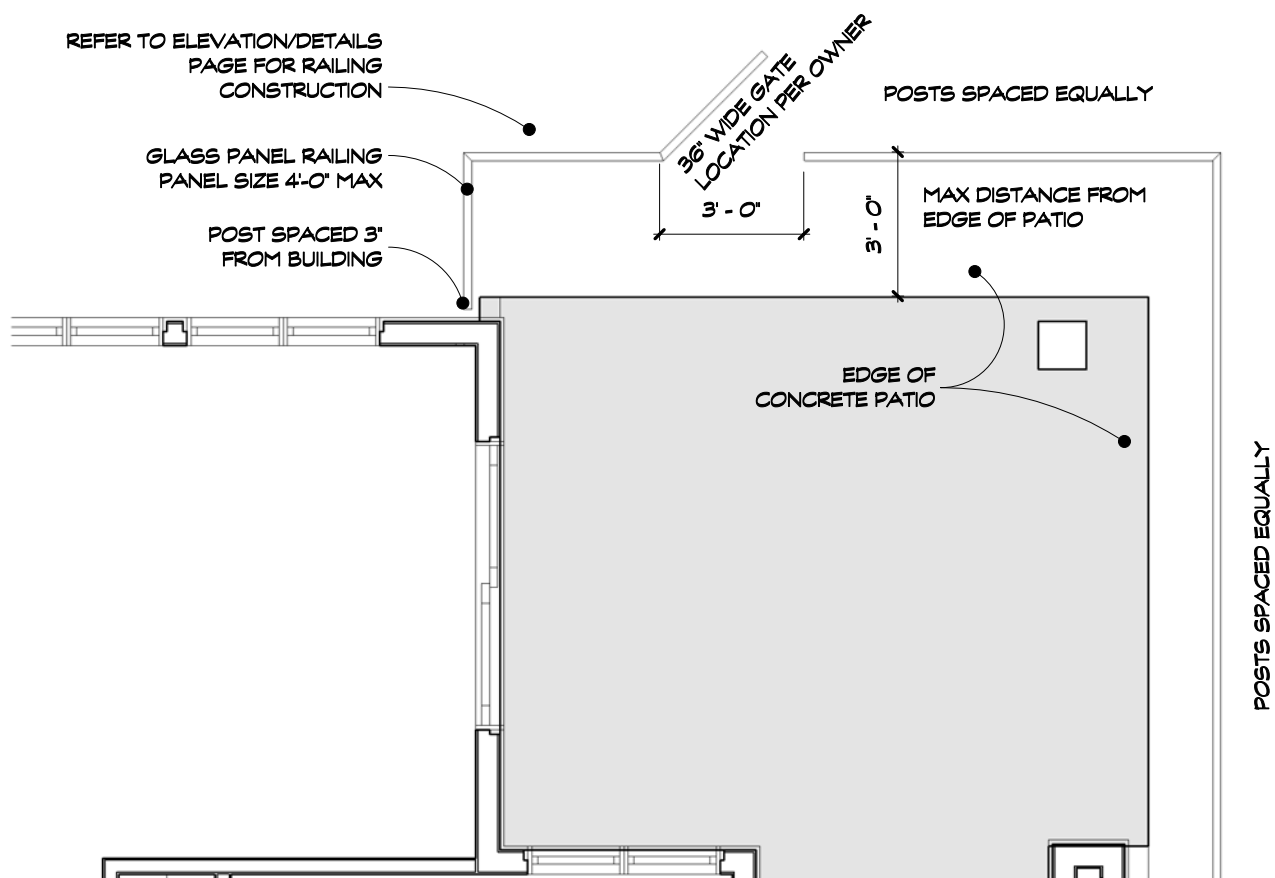 REFER TO ELEVATION/DETAILS
PAGE FOR RAILING
CONSTRUCTION
36" WIDE GATE
LOCATION PER OWNER
POSTS SPACED EQUALLY
GLASS PANEL RAILING
PANEL SIZE 4'-0" MAX
3' - 0"
3' - 0"
MAX DISTANCE FROM
EDGE OF PATIO
POST SPACED 3"
FROM BUILDING
EDGE OF
CONCRETE PATIO
POSTS SPACED EQUALLY